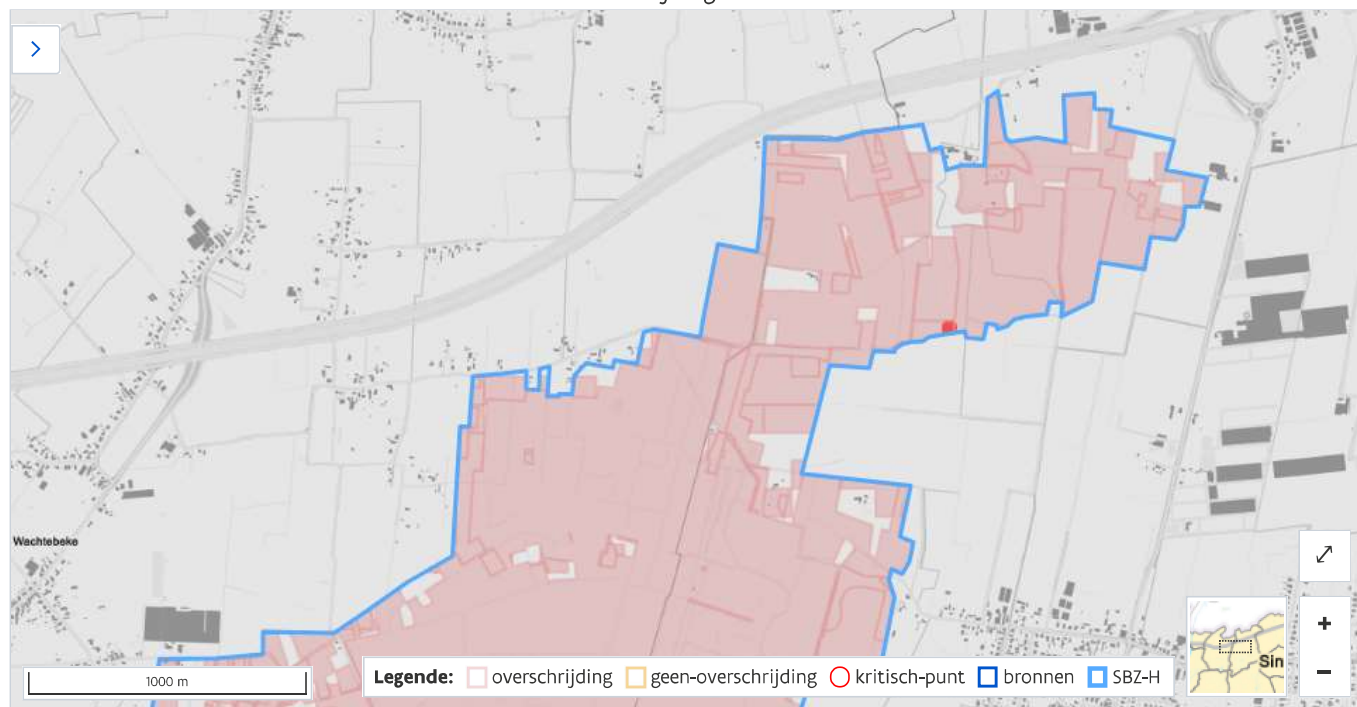 Wachtebeke
Sin
1000 m
Legende: overschrijding geen-overschrijding kritisch-punt bronnen SBZ-H
+
−